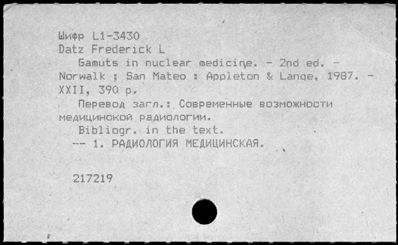 Шифр L1-3430
Datz Frederick L
Gamuts in nuclear medicine. - 2nd ed. -
Norwalk ; San Mateo : Appleton & Lange, 1987. -
XXII, 390 p.
Перевод загл.: Современные возможности
медицинской радиологии.
Bibliogr. in the text.
-- 1. РАДИОЛОГИЯ МЕДИЦИНСКАЯ.
217219